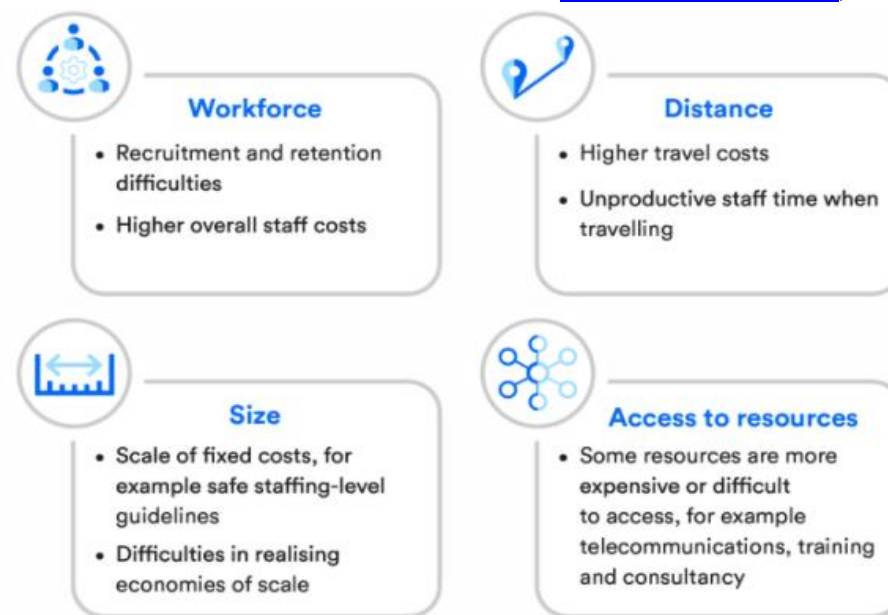 Workforce
• Recruitment and retention
difficulties
• Higher overall staff costs
Distance
• Higher travel costs
• Unproductive staff time when
travelling
Size
• Scale of fixed costs, for
example safe staffing-level
guidelines
• Difficulties in realising
economies of scale
Access to resources
• Some resources are more
expensive or difficult
to access, for example
telecommunications, training
and consultancy